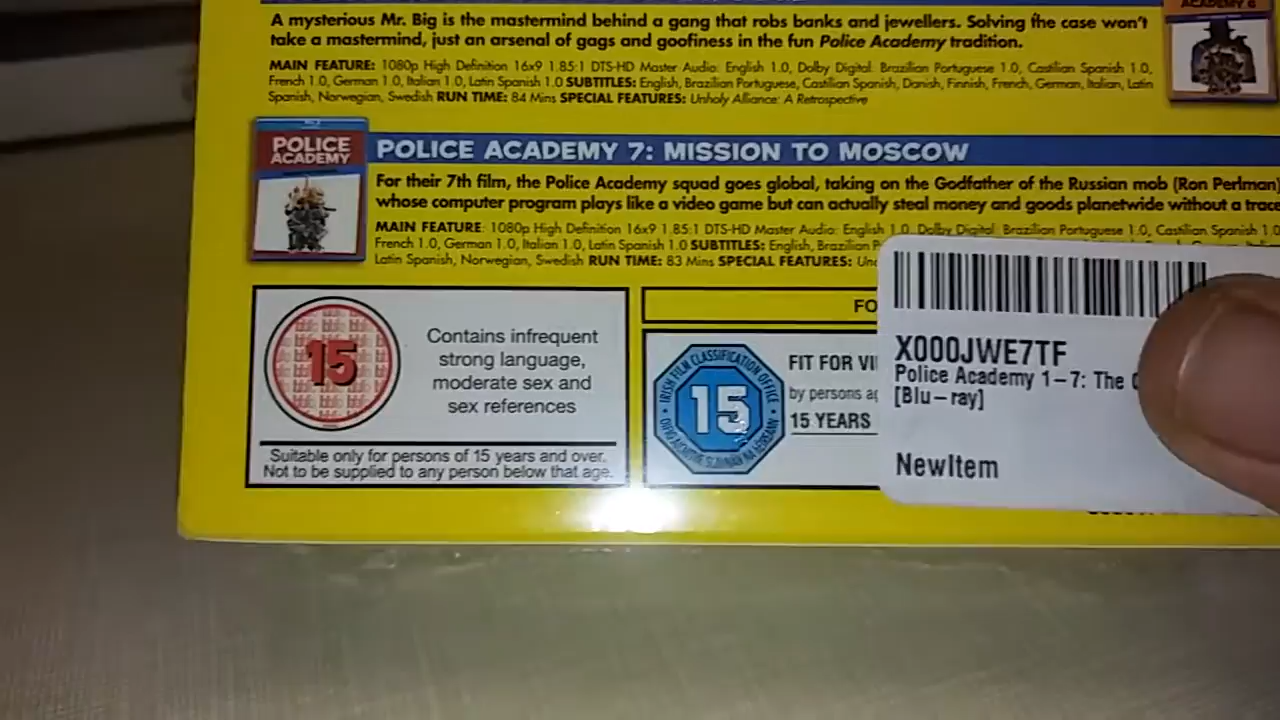 A mysterious Mr. Big is the mastermind behind a gang that robs banks and jewellers. Solving the case won't
take a mastermind, just an arsenal of gags and goofiness in the fun Police Academy tradition.
MAIN FEATURE: 1080p High Definition 16x9 1.85:1 DTS-HD Master Audio: English 1.0, Dolby Digital: Brazilian Portuguese 1.0, Castilian Spanish 1.0,
French 1.0, German 1.0, Italian 1.0, Latin Spanish 1.0 SUBTITLES: English, Brazilian Portuguese, Castilian Spanish, Danish, Finnish, French, German, Italian, Latin
Spanish, Norwegian, Swedish RUN TIME: 84 Mins SPECIAL FEATURES: Unholy Alliance: A Retrospective
ACADEMY 6
POLICE
ACADEMY
POLICE ACADEMY 7: MISSION TO MOSCOW
For their 7th film, the Police Academy squad goes global, taking on the Godfather of the Russian mob (Ron Perlman)
whose computer program plays like a video game but can actually steal money and goods planetwide without a trace
MAIN FEATURE: 1080p High Definition 16x9 1.85:1 DTS-HD Master Audio: English 1.0, Dolby Digital: Brazilian Portuguese 1.0, Castilian Spanish 1.0
French 1.0, German 1.0, Italian 1.0, Latin Spanish 1.0 SUBTITLES: English, Brazilian P
Latin Spanish, Norwegian, Swedish RUN TIME: 83 Mins SPECIAL FEATURES: Un
15
Contains infrequent
strong language,
moderate sex and
sex references
Suitable only for persons of 15 years and over.
Not to be supplied to any person below that age.
FO
IRISH FILM CLASSIFICATION OFFICE
15
FIT FOR VI
by persons ag
15 YEARS
X000JWE7TF
Police Academy 1-7: The C
[Blu-ray]
NewItem